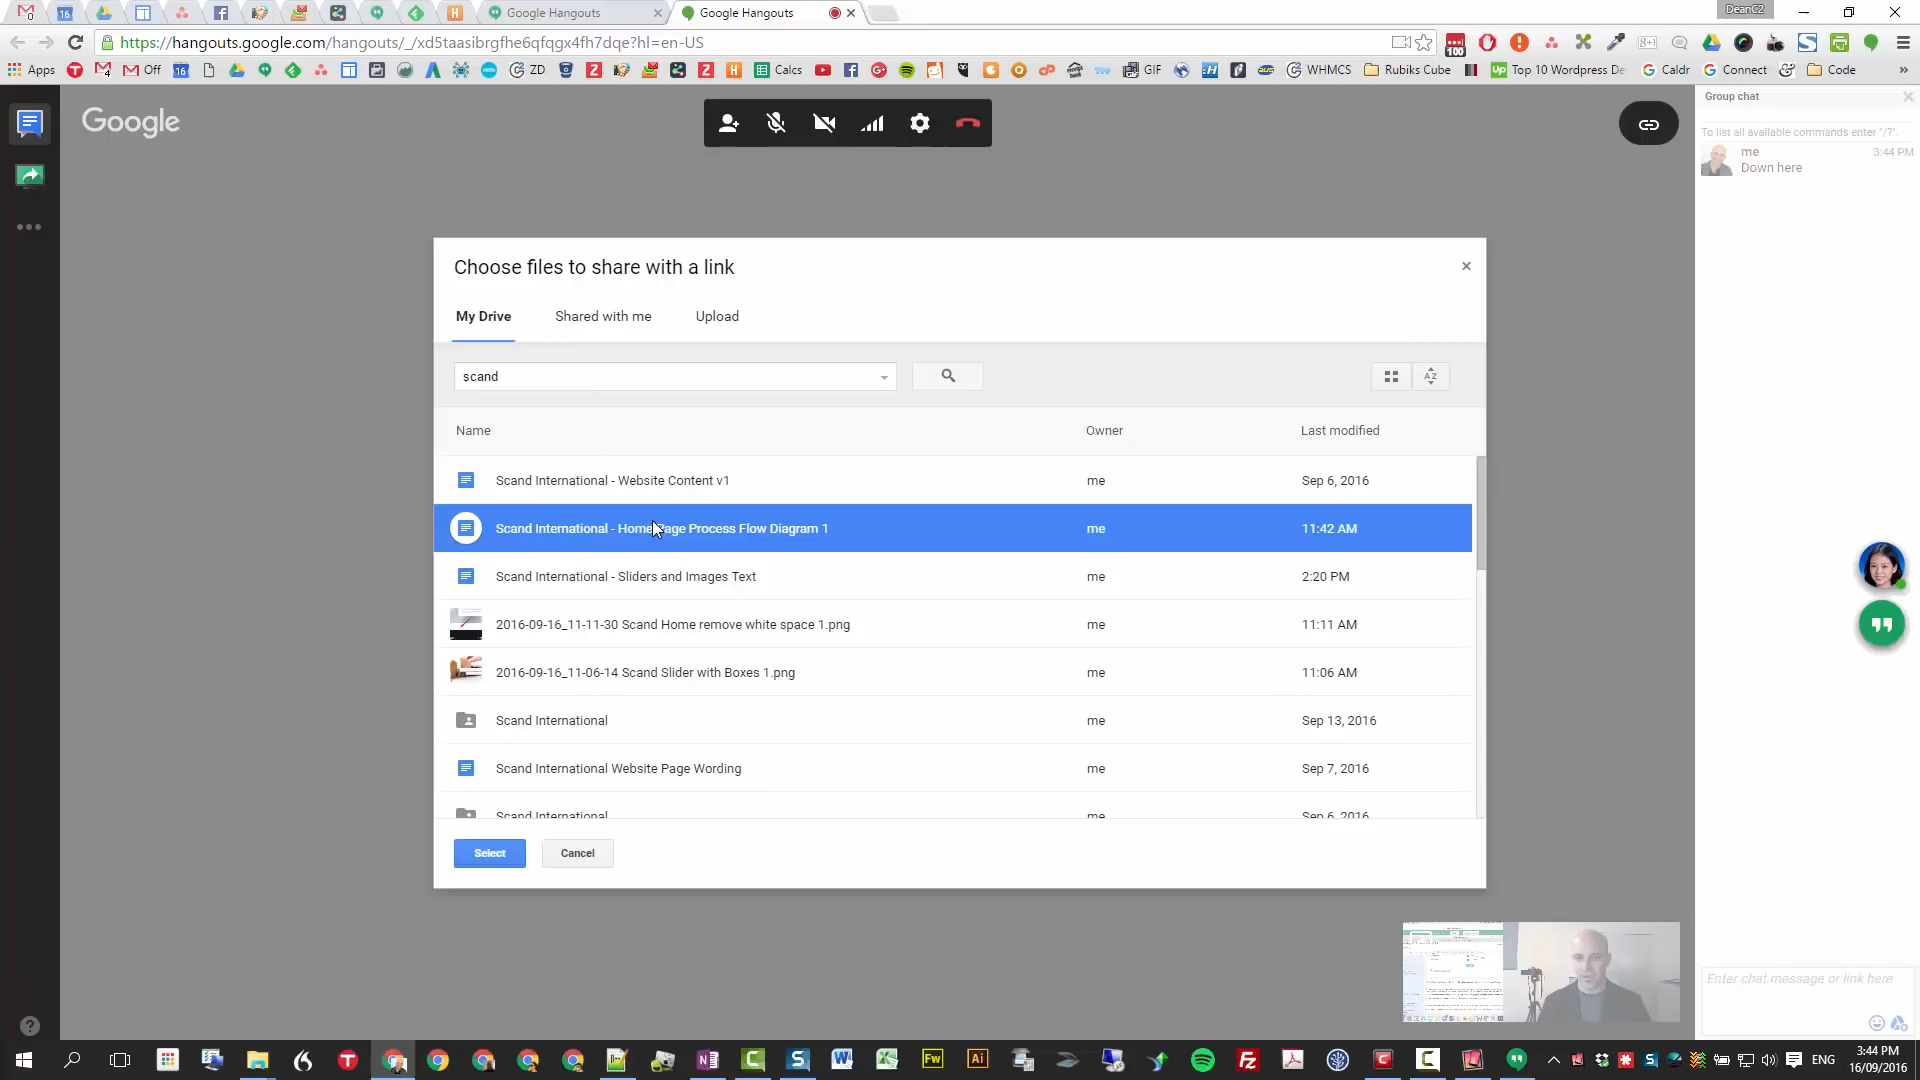 Google Hangouts
Google Hangouts
DeanC2
https://hangouts.google.com/hangouts/_/xd5taasibrgfhe6qfqgx4fh7dqe?hl=en-US
100
Apps
Off
16
ZD
Calcs
GIF
WHMCS
Rubiks Cube
Top 10 Wordpress De
Caldr
Connect
Code
Google
Group chat
To list all available commands enter "/?".
me
3:44 PM
Down here
Choose files to share with a link
My Drive
Shared with me
Upload
scand
Name
Owner
Last modified
Scand International - Website Content v1 me Sep 6, 2016
Scand International - Home Page Process Flow Diagram 1 me 11:42 AM
Scand International - Sliders and Images Text me 2:20 PM
2016-09-16_11-11-30 Scand Home remove white space 1.png me 11:11 AM
2016-09-16_11-06-14 Scand Slider with Boxes 1.png me 11:06 AM
Scand International me Sep 13, 2016
Scand International Website Page Wording me Sep 7, 2016
Scand International me Sep 6, 2016
Select
Cancel
Enter chat message or link here
ENG
3:44 PM
16/09/2016